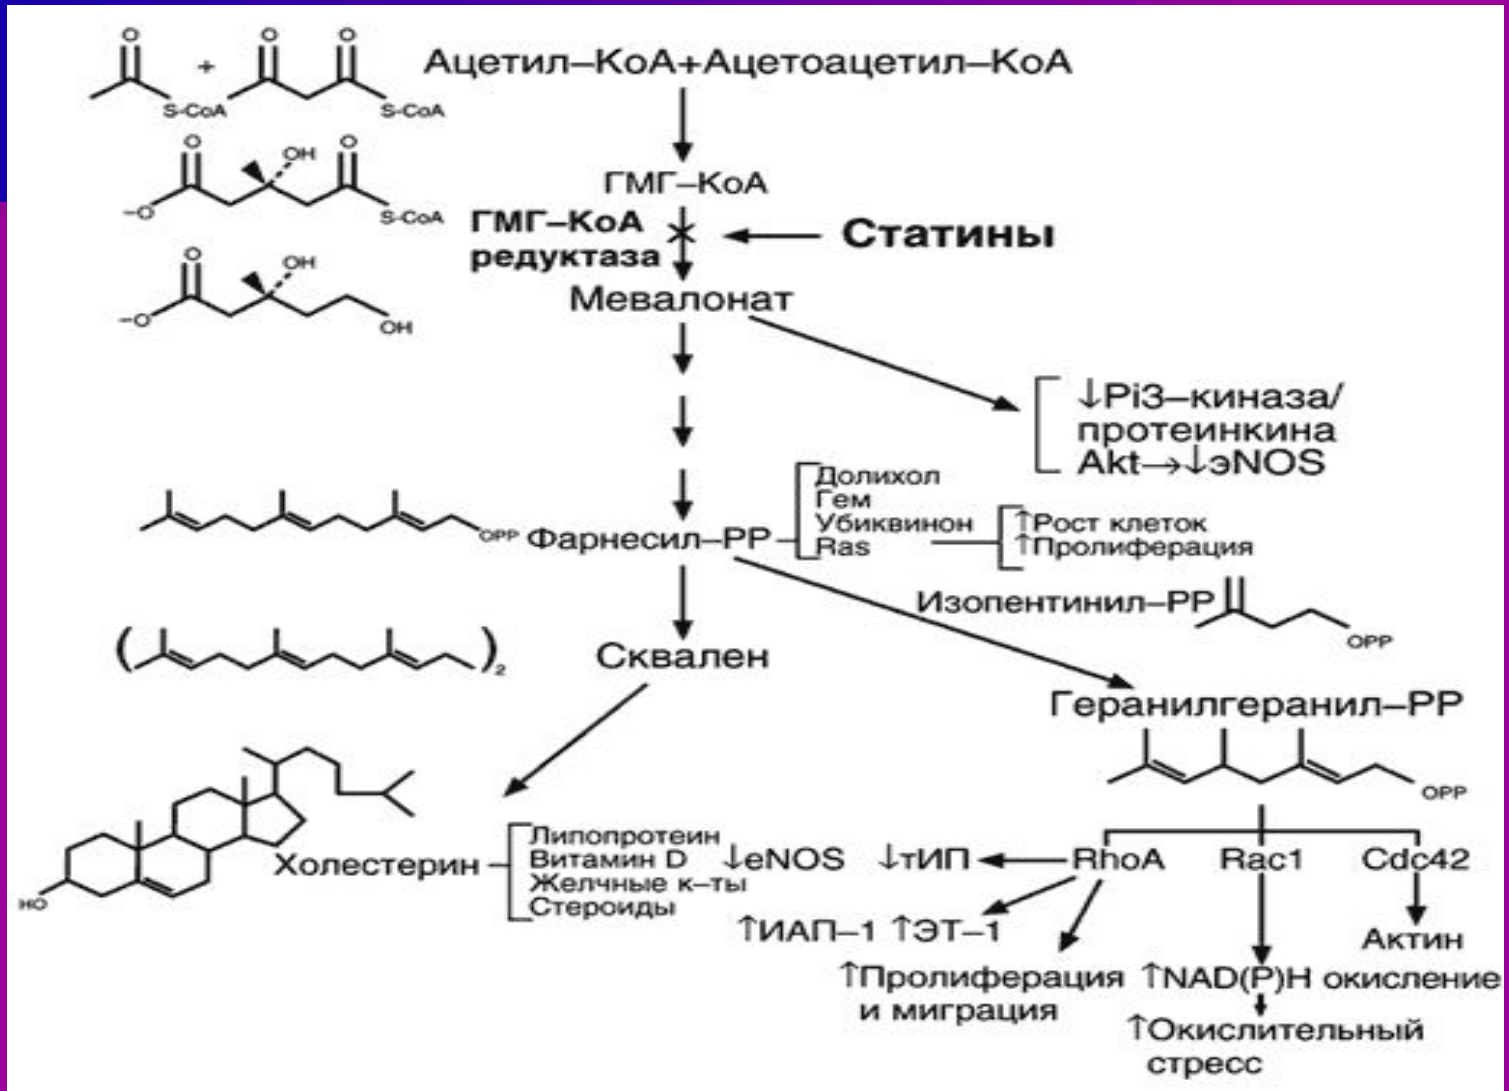 O
O
O
+
S-CoA
S-CoA
Ацетил–КоА+Ацетоацетил–КоА
O
OH
O
–O
S-CoA
ГМГ–КоА
ГМГ–КоА
редуктаза
Статины
O
OH
–O
OH
Мевалонат
↓Pi3–киназа/
протеинкина
Akt→↓эNOS
OPP
Фарнесил–PP
Долихол
Гем
Убиквинон
Ras
↑Рост клеток
↑Пролиферация
Изопентинил–PP
OPP
( )2
Сквален
Геранилгеранил–PP
OPP
HO
Холестерин
Липопротеин
Витамин D
Желчные к–ты
Стероиды
↓eNOS
↓тИП
RhoA
Rac1
Cdc42
↑ИАП–1
↑ЭТ–1
Актин
↑Пролиферация
и миграция
↑NAD(P)H окисление
↑Окислительный
стресс